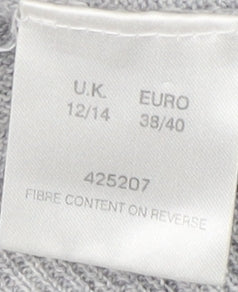 U.K. EURO
12/14 38/40
425207
FIBRE CONTENT ON REVERSE